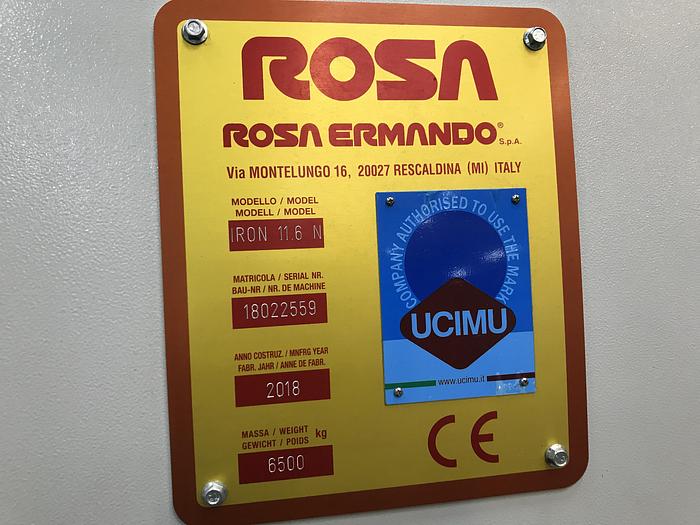 ROSA
ROSA ERMANDO® S.p.A.
Via MONTELUNGO 16, 20027 RESCALDINA (MI) ITALY
MODELLO / MODEL
MODELL / MODEL
IRON 11.6 N
MATRICOLA / SERIAL NR.
BAU-NR / NR. DE MACHINE
18022559
ANNO COSTRUZ. / MNFRG YEAR
FABR. JAHR / ANNE DE FABR.
2018
MASSA / WEIGHT kg
GEWICHT / POIDS
6500
COMPANY AUTHORISED TO USE THE MARK
UCIMU
www.ucimu.it
CE